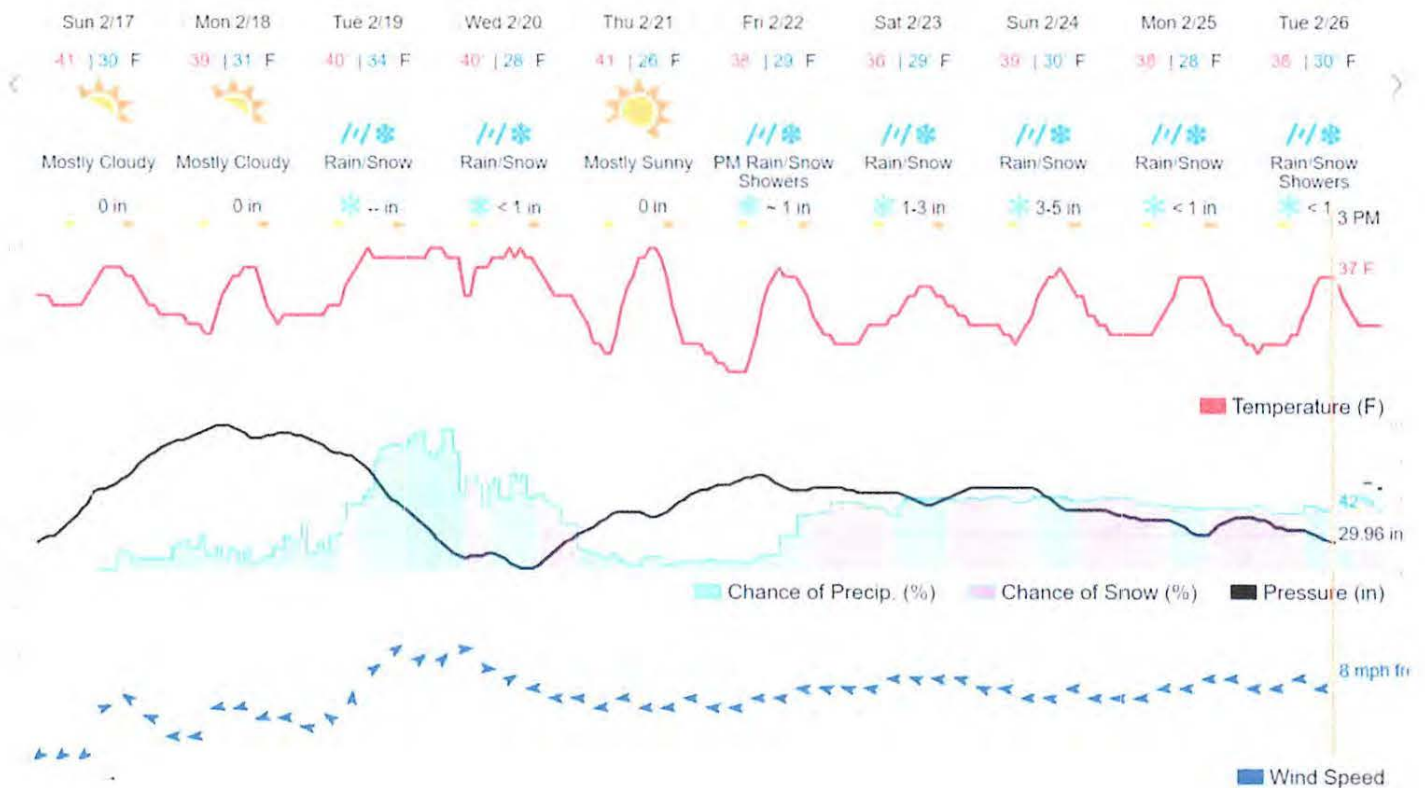 Sun 2/17 Mon 2/18 Tue 2/19 Wed 2/20 Thu 2/21 Fri 2/22 Sat 2/23 Sun 2/24 Mon 2/25 Tue 2/26
41 | 30 F 39 | 31 F 40 | 34 F 40 | 28 F 41 | 26 F 38 | 29 F 36 | 29 F 39 | 30 F 38 | 28 F 38 | 30 F
Mostly Cloudy Mostly Cloudy Rain/Snow Rain/Snow Mostly Sunny PM Rain/Snow Rain/Snow Rain/Snow Rain/Snow Rain/Snow
Showers Showers
0 in 0 in -- in < 1 in 0 in ~ 1 in 1-3 in 3-5 in < 1 in < 1
3 PM
37 F
Temperature (F)
42%
29.96 in
Chance of Precip. (%) Chance of Snow (%) Pressure (in)
8 mph fr
Wind Speed